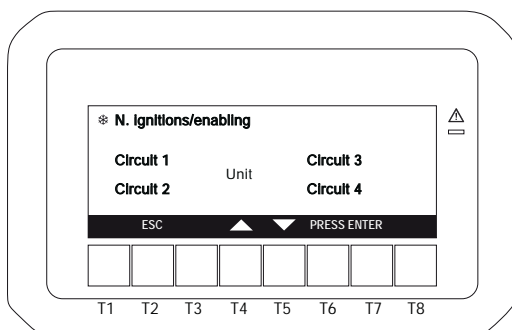 ❄ N. Ignitions/enabling
Circuit 1 Circuit 3
Unit
Circuit 2 Circuit 4
ESC PRESS ENTER
T1 T2 T3 T4 T5 T6 T7 T8